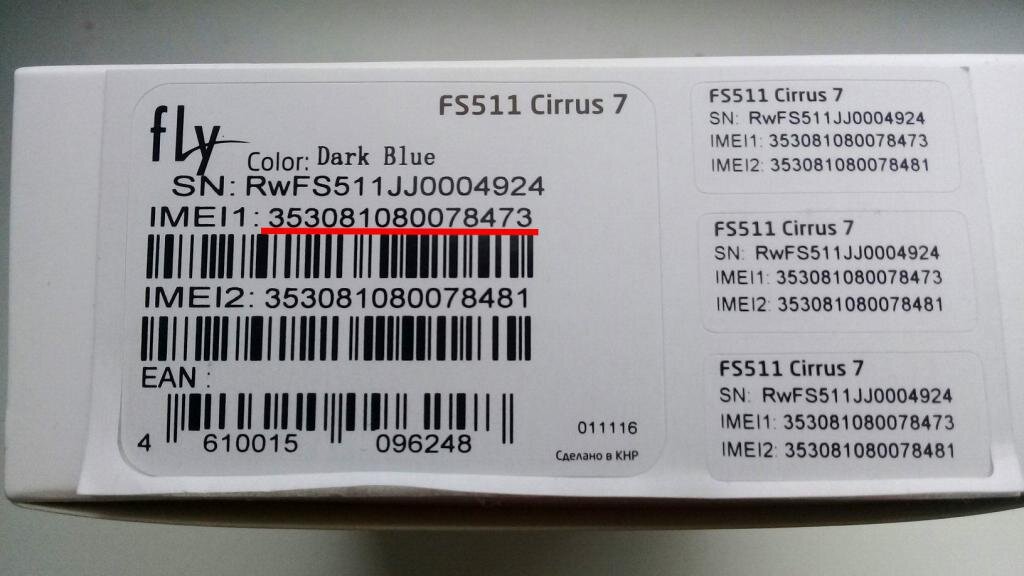 fly
FS511 Cirrus 7
Color: Dark Blue
SN: RwFS511JJ0004924
IMEI1: 353081080078473
IMEI2: 353081080078481
EAN :
4 610015 096248
011116
Сделано в КНР
FS511 Cirrus 7
SN: RwFS511JJ0004924
IMEI1: 353081080078473
IMEI2: 353081080078481
FS511 Cirrus 7
SN: RwFS511JJ0004924
IMEI1: 353081080078473
IMEI2: 353081080078481
FS511 Cirrus 7
SN: RwFS511JJ0004924
IMEI1: 353081080078473
IMEI2: 353081080078481